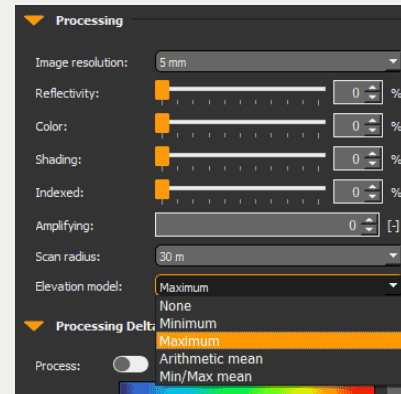 Processing
Image resolution: 5 mm
Reflectivity: 0 %
Color: 0 %
Shading: 0 %
Indexed: 0 %
Amplifying: 0 [-]
Scan radius: 30 m
Elevation model: Maximum
None
Minimum
Maximum
Arithmetic mean
Min/Max mean
Processing Delta
Process: